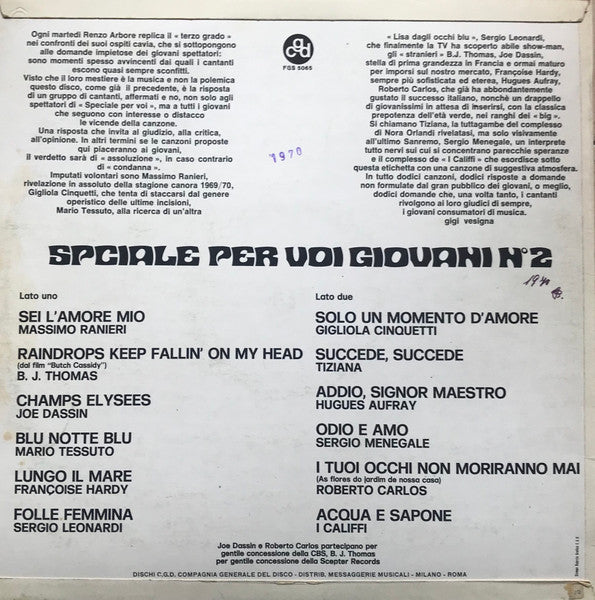 Ogni martedì Renzo Arbore replica il « terzo grado »
nei confronti dei suoi ospiti cavia, che si sottopongono
alle domande impietose dei giovani spettatori:
sono momenti spesso avvincenti dai quali i cantanti
escono quasi sempre sconfitti.
Visto che il loro mestiere è la musica e non la polemica
questo disco, come già il precedente, è la risposta
di un gruppo di cantanti, affermati e no, non solo agli
spettatori di « Speciale per voi », ma a tutti i giovani
che seguono con interesse o distacco
le vicende della canzone.
Una risposta che invita al giudizio, alla critica,
all'opinione. In altri termini se le canzoni proposte
qui piaceranno ai giovani,
il verdetto sarà di « assoluzione », in caso contrario
di « condanna ».
Imputati volontari sono Massimo Ranieri,
rivelazione in assoluto della stagione canora 1969/70,
Gigliola Cinquetti, che tenta di staccarsi dal genere
operistico delle ultime incisioni,
Mario Tessuto, alla ricerca di un'altra
cgd
FGS 5065
1970
« Lisa dagli occhi blu », Sergio Leonardi,
che finalmente la TV ha scoperto abile show-man,
gli « stranieri » B.J. Thomas, Joe Dassin,
stella di prima grandezza in Francia e ormai maturo
per imporsi sul nostro mercato, Françoise Hardy,
sempre più sofisticata ed eterea, Hugues Aufray,
Roberto Carlos, che già ha abbondantemente
gustato il successo italiano, nonchè un drappello
di giovanissimi in attesa di inserirsi, con la classica
prepotenza dell'età verde, nei ranghi dei « big ».
Si chiamano Tiziana, la tuttagambe del complesso
di Nora Orlandi rivelatasi, ma solo visivamente
all'ultimo Sanremo, Sergio Menegale, un interprete
tutto nervi sui cui si concentrano parecchie speranze
e il complesso de « I Califfi » che esordisce sotto
questa etichetta con una canzone di suggestiva atmosfera.
In tutto dodici canzoni, dodici risposte a domande
non formulate dal gran pubblico dei giovani, o meglio,
dodici domande che, una volta tanto, i cantanti
rivolgono ai loro giudici di sempre,
i giovani consumatori di musica.
gigi vesigna
SPCIALE PER VOI GIOVANI N°2
Lato uno
SEI L'AMORE MIO
MASSIMO RANIERI
RAINDROPS KEEP FALLIN' ON MY HEAD
(dal film "Butch Cassidy")
B. J. THOMAS
CHAMPS ELYSEES
JOE DASSIN
BLU NOTTE BLU
MARIO TESSUTO
LUNGO IL MARE
FRANÇOISE HARDY
FOLLE FEMMINA
SERGIO LEONARDI
Lato due
SOLO UN MOMENTO D'AMORE
GIGLIOLA CINQUETTI
SUCCEDE, SUCCEDE
TIZIANA
ADDIO, SIGNOR MAESTRO
HUGUES AUFRAY
ODIO E AMO
SERGIO MENEGALE
I TUOI OCCHI NON MORIRANNO MAI
(As flores do jardim de nossa casa)
ROBERTO CARLOS
ACQUA E SAPONE
I CALIFFI
Joe Dassin e Roberto Carlos partecipano per
gentile concessione della CBS, B. J. Thomas
per gentile concessione della Scepter Records
DISCHI C.G.D. COMPAGNIA GENERALE DEL DISCO - DISTRIB. MESSAGGERIE MUSICALI - MILANO - ROMA